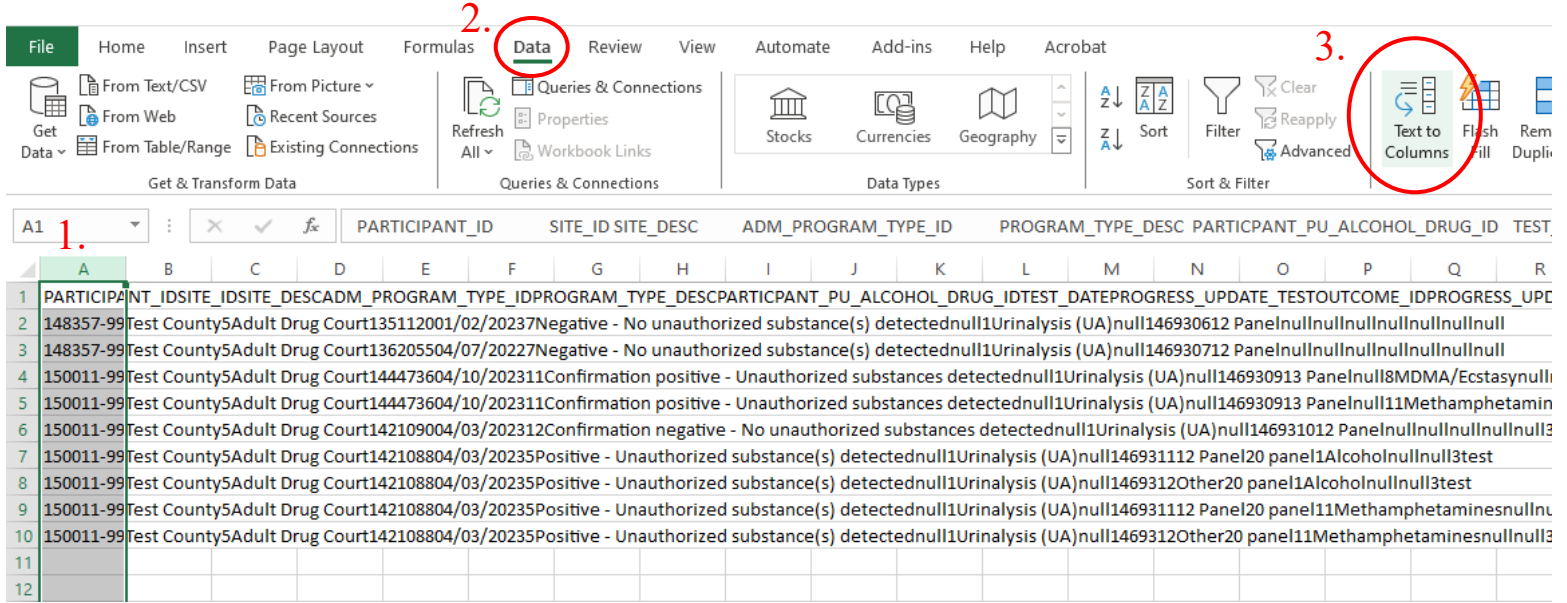 2.
File Home Insert Page Layout Formulas Data Review View Automate Add-ins Help Acrobat
3.
Get Data
From Text/CSV
From Web
From Table/Range
From Picture
Recent Sources
Existing Connections
Get & Transform Data
Refresh All
Queries & Connections
Properties
Workbook Links
Queries & Connections
Stocks
Currencies
Geography
Data Types
Sort
Filter
Clear
Reapply
Advanced
Sort & Filter
Text to Columns
Flash Fill
Rem
Duplic
A1 fx PARTICIPANT_ID SITE_ID SITE_DESC ADM_PROGRAM_TYPE_ID PROGRAM_TYPE_DESC PARTICPANT_PU_ALCOHOL_DRUG_ID TEST_
1.
A B C D E F G H I J K L M N O P Q R
1 PARTICIPANT_IDSITE_IDSITE_DESCADM_PROGRAM_TYPE_IDPROGRAM_TYPE_DESCPARTICPANT_PU_ALCOHOL_DRUG_IDTEST_DATEPROGRESS_UPDATE_TESTOUTCOME_IDPROGRESS_UPD
2 148357-99Test County5Adult Drug Court135112001/02/20237Negative - No unauthorized substance(s) detectednull1Urinalysis (UA)null146930612 Panelnullnullnullnullnullnullnull
3 148357-99Test County5Adult Drug Court136205504/07/20227Negative - No unauthorized substance(s) detectednull1Urinalysis (UA)null146930712 Panelnullnullnullnullnullnullnull
4 150011-99Test County5Adult Drug Court144473604/10/202311Confirmation positive - Unauthorized substances detectednull1Urinalysis (UA)null146930913 Panelnull8MDMA/Ecstasynulln
5 150011-99Test County5Adult Drug Court144473604/10/202311Confirmation positive - Unauthorized substances detectednull1Urinalysis (UA)null146930913 Panelnull11Methamphetamin
6 150011-99Test County5Adult Drug Court142109004/03/202312Confirmation negative - No unauthorized substances detectednull1Urinalysis (UA)null146931012 Panelnullnullnullnullnull3
7 150011-99Test County5Adult Drug Court142108804/03/20235Positive - Unauthorized substance(s) detectednull1Urinalysis (UA)null146931112 Panel20 panel1Alcoholnullnull3test
8 150011-99Test County5Adult Drug Court142108804/03/20235Positive - Unauthorized substance(s) detectednull1Urinalysis (UA)null1469312Other20 panel1Alcoholnullnull3test
9 150011-99Test County5Adult Drug Court142108804/03/20235Positive - Unauthorized substance(s) detectednull1Urinalysis (UA)null146931112 Panel20 panel11Methamphetaminesnullnu
10 150011-99Test County5Adult Drug Court142108804/03/20235Positive - Unauthorized substance(s) detectednull1Urinalysis (UA)null1469312Other20 panel11Methamphetaminesnullnull3
11
12